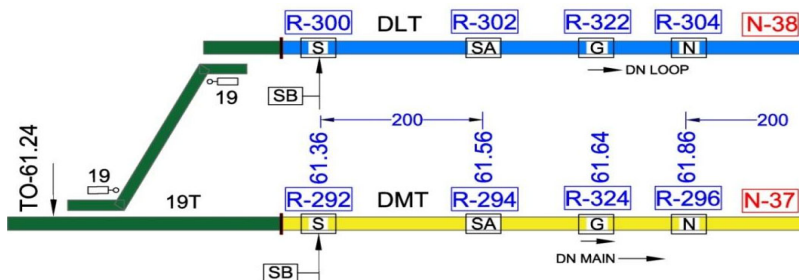 R-300 DLT R-302 R-322 R-304 N-38
S SA G N
DN LOOP
19
SB
200 200
TO-61.24
61.36 61.56 61.64 61.86
19
19T
R-292 DMT R-294 R-324 R-296 N-37
S SA G N
DN MAIN
SB